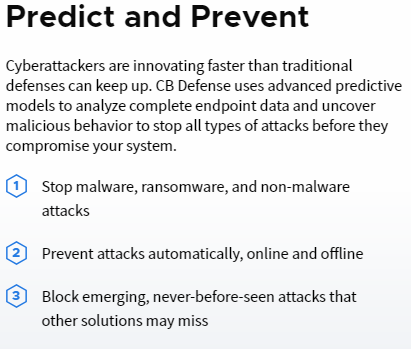 Predict and Prevent
Cyberattackers are innovating faster than traditional
defenses can keep up. CB Defense uses advanced predictive
models to analyze complete endpoint data and uncover
malicious behavior to stop all types of attacks before they
compromise your system.
1 Stop malware, ransomware, and non-malware
attacks
2 Prevent attacks automatically, online and offline
3 Block emerging, never-before-seen attacks that
other solutions may miss